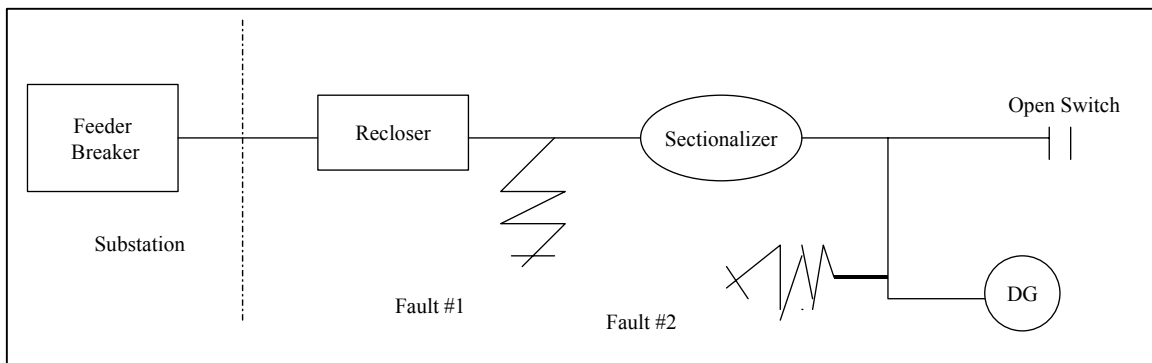 Feeder
Breaker
Recloser
Sectionalizer
Open Switch
Substation
Fault #1
Fault #2
DG